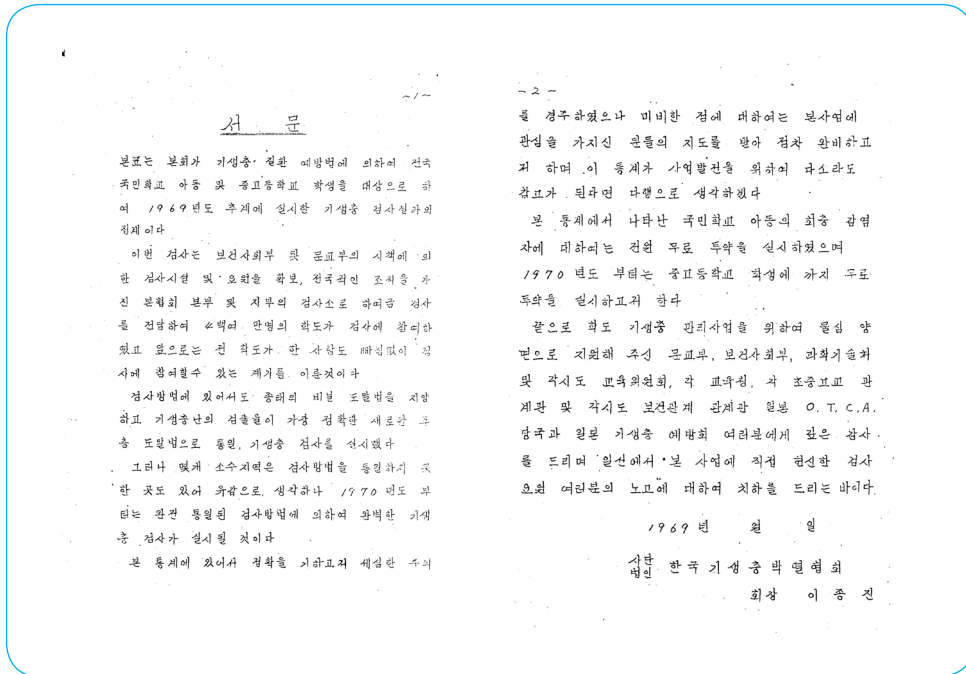 ~1~
서 문
본표는 본회가 기생충 질환 예방법에 의하여 전국
국민학교 아동 및 중고등학교 학생을 대상으로 하
여 1969년도 추계에 실시한 기생충 검사결과의
집계이다
이번 검사는 보건사회부 및 문교부의 시책에 의
한 검사시설 및 요원을 확보, 전국적인 조직을 가
진 본협회 본부 및 지부의 검사소로 하여금 검사
를 전담하여 4백여 만명의 학도가 검사에 참여하
였고 앞으로는 전 학도가 한 사람도 빠짐없이 검
사에 참여할수 있는 계기를 이룬것이다
검사방법에 있어서도 종래의 비닐 도말법을 지양
하고 기생충난의 검출율이 가장 정확한 새로운 후
층 도말법으로 통일, 기생충 검사를 실시했다
그러나 몇개 소수지역은 검사방법을 통일하지 못
한 곳도 있어 유감으로 생각하나 1970년도 부
터는 완전 통일된 검사방법에 의하여 완벽한 기생
충 검사가 실시될 것이다
본 통계에 있어서 정확을 기하고저 세심한 주의
-2-
를 경주하였으나 미비한 점에 대하여는 본사업에
관심을 가지신 분들의 지도를 받아 점차 완비하고
저 하며 이 통계가 사업발전을 위하여 다소라도
참고가 된다면 다행으로 생각하겠다
본 통계에서 나타난 국민학교 아동의 회충 감염
자에 대하여는 전원 무료 투약을 실시하였으며
1970년도 부터는 중고등학교 학생에 까지 무료
투약을 실시하고저 한다
끝으로 학도 기생충 관리사업을 위하여 물심 양
면으로 지원해 주신 문교부, 보건사회부, 과학기술처
및 각시도 교육위원회, 각 교육청, 각 초중고교 관
계관 및 각시도 보건관계 관계관 일본 O.T.C.A.
당국과 일본 기생충 예방회 여러분에게 깊은 감사
를 드리며 일선에서 본 사업에 직접 헌신한 검사
요원 여러분의 노고에 대하여 치하를 드리는 바이다.
1969년 월 일
사단법인 한국기생충박멸협회
회장 이종진